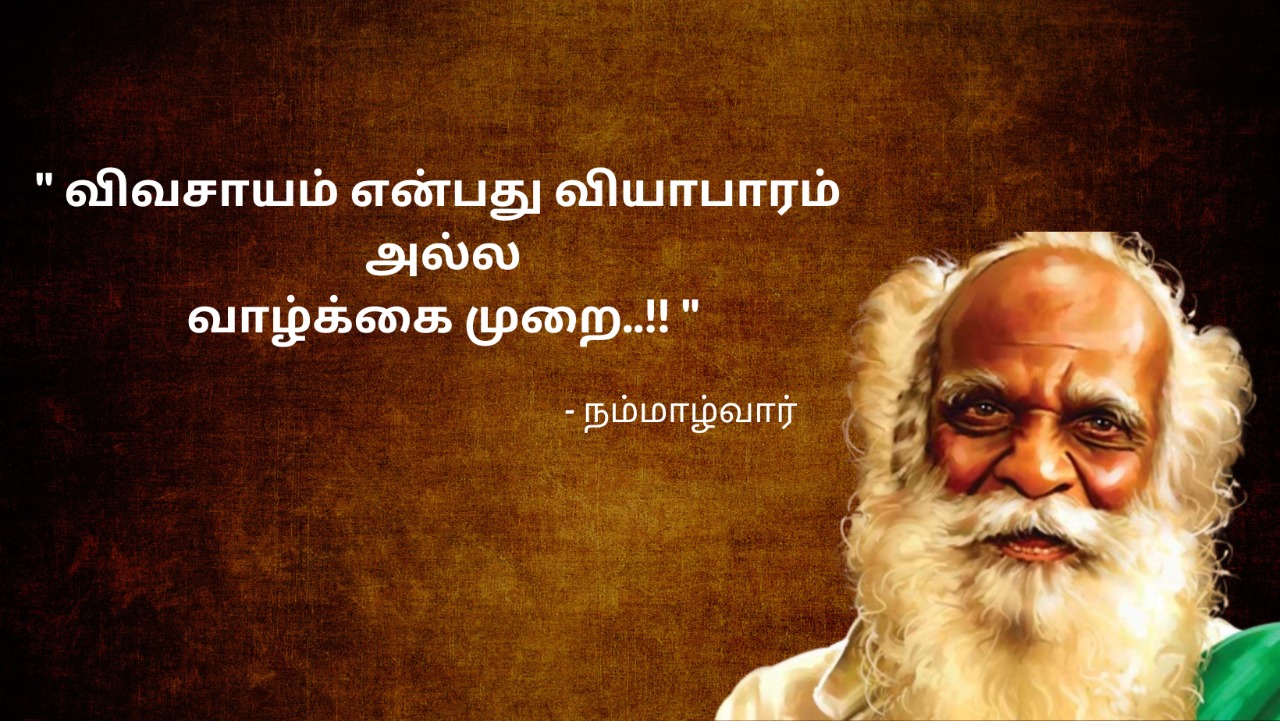 " விவசாயம் என்பது வியாபாரம்
அல்ல
வாழ்க்கை முறை..!! "
- நம்மாழ்வார்